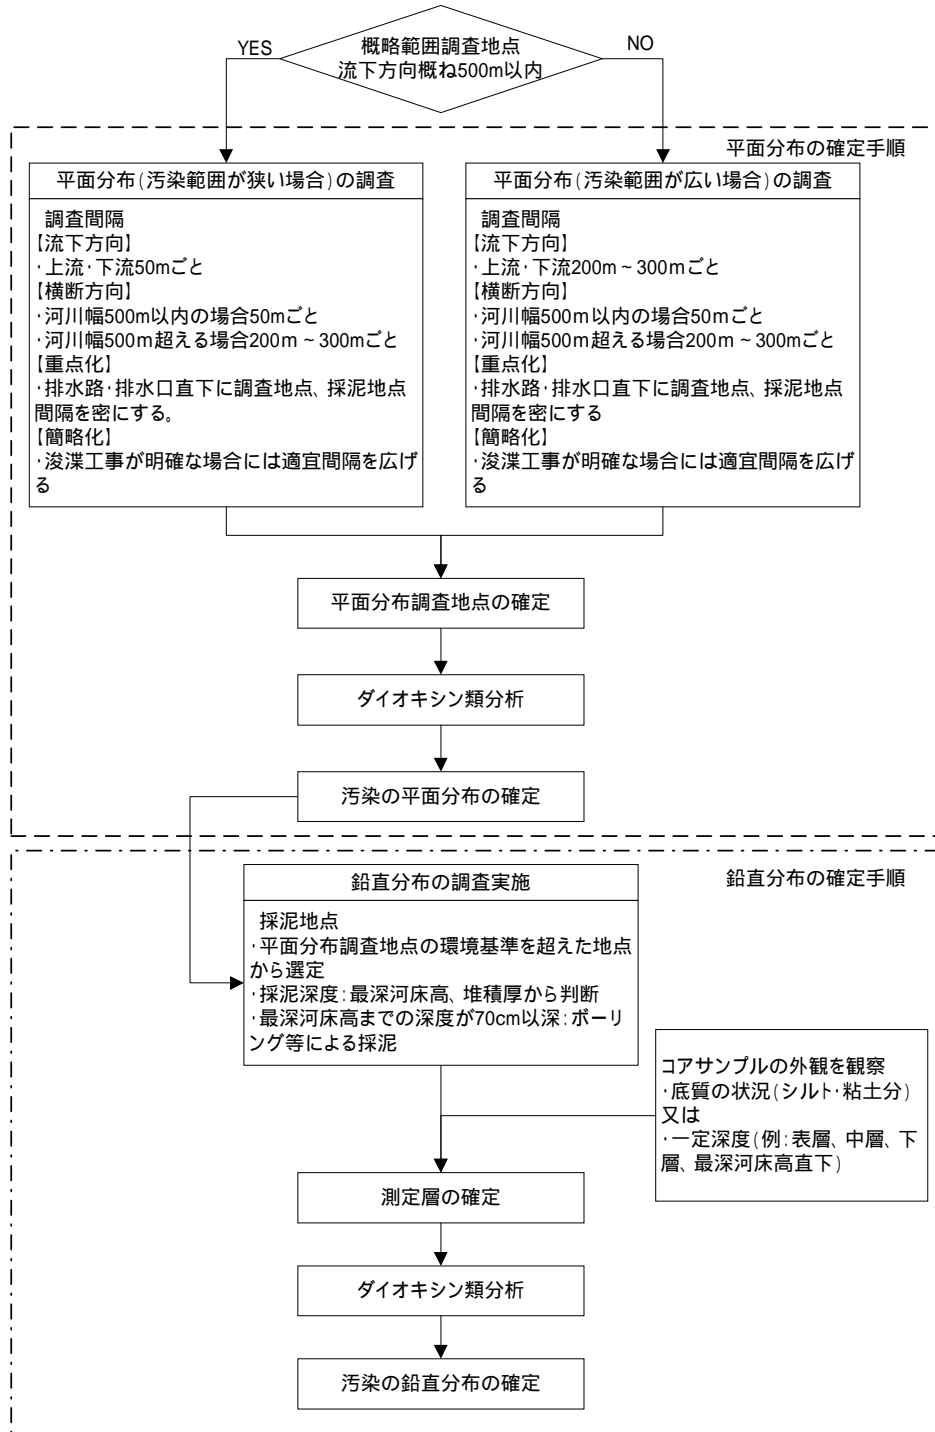 概略範囲調査地点
流下方向概ね500m以内
YES
NO
平面分布の確定手順
平面分布(汚染範囲が狭い場合)の調査
調査間隔
【流下方向】
・上流・下流50mごと
【横断方向】
・河川幅500m以内の場合50mごと
・河川幅500m超える場合200m~300mごと
【重点化】
・排水路・排水口直下に調査地点、採泥地点
間隔を密にする。
【簡略化】
・浚渫工事が明確な場合には適宜間隔を広げ
る
平面分布(汚染範囲が広い場合)の調査
調査間隔
【流下方向】
・上流・下流200m~300mごと
【横断方向】
・河川幅500m以内の場合50mごと
・河川幅500m超える場合200m~300mごと
【重点化】
・排水路・排水口直下に調査地点、採泥地点
間隔を密にする
【簡略化】
・浚渫工事が明確な場合には適宜間隔を広げ
る
平面分布調査地点の確定
ダイオキシン類分析
汚染の平面分布の確定
鉛直分布の確定手順
鉛直分布の調査実施
採泥地点
・平面分布調査地点の環境基準を超えた地点
から選定
・採泥深度:最深河床高、堆積厚から判断
・最深河床高までの深度が70cm以深:ボーリ
ング等による採泥
コアサンプルの外観を観察
・底質の状況(シルト・粘土分)
又は
・一定深度(例:表層、中層、下
層、最深河床高直下)
測定層の確定
ダイオキシン類分析
汚染の鉛直分布の確定